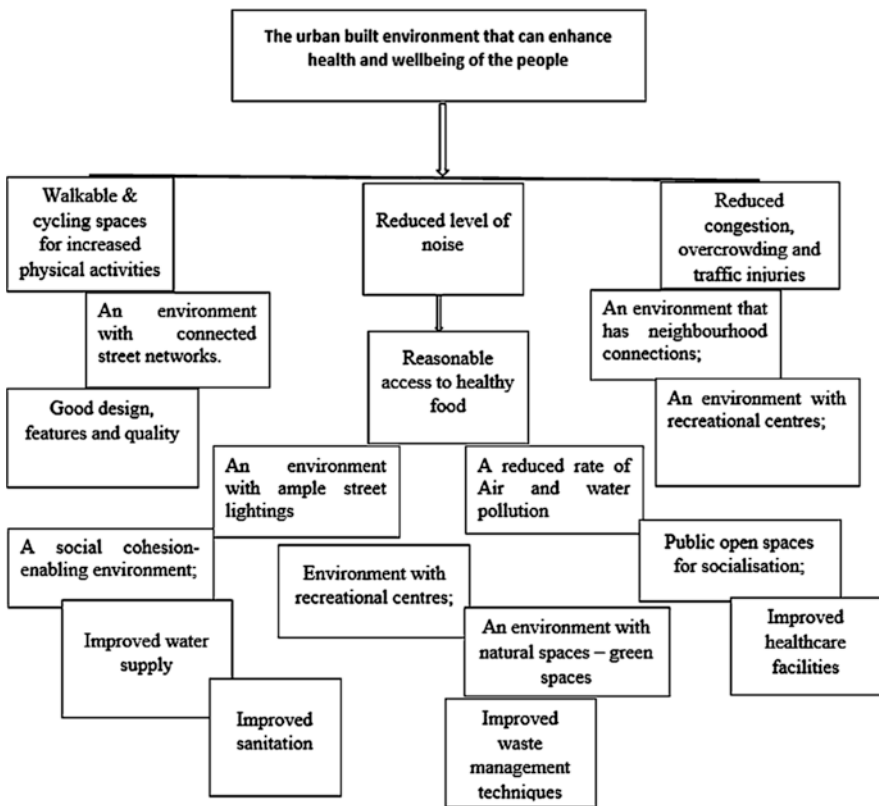 The urban built environment that can enhance
health and wellbeing of the people
Walkable &
cycling spaces
for increased
physical activities
Reduced level of
noise
Reduced
congestion,
overcrowding and
traffic injuries
An environment
with connected
street networks.
An environment that
has neighbourhood
connections;
Reasonable
access to healthy
food
Good design,
features and quality
An environment with
recreational centres;
An environment
with ample street
lightings
A reduced rate of
Air and water
pollution
A social cohesion-
enabling environment;
Public open spaces
for socialisation;
Environment with
recreational centres;
Improved water
supply
An environment with
natural spaces – green
spaces
Improved
healthcare
facilities
Improved
sanitation
Improved
waste
management
techniques